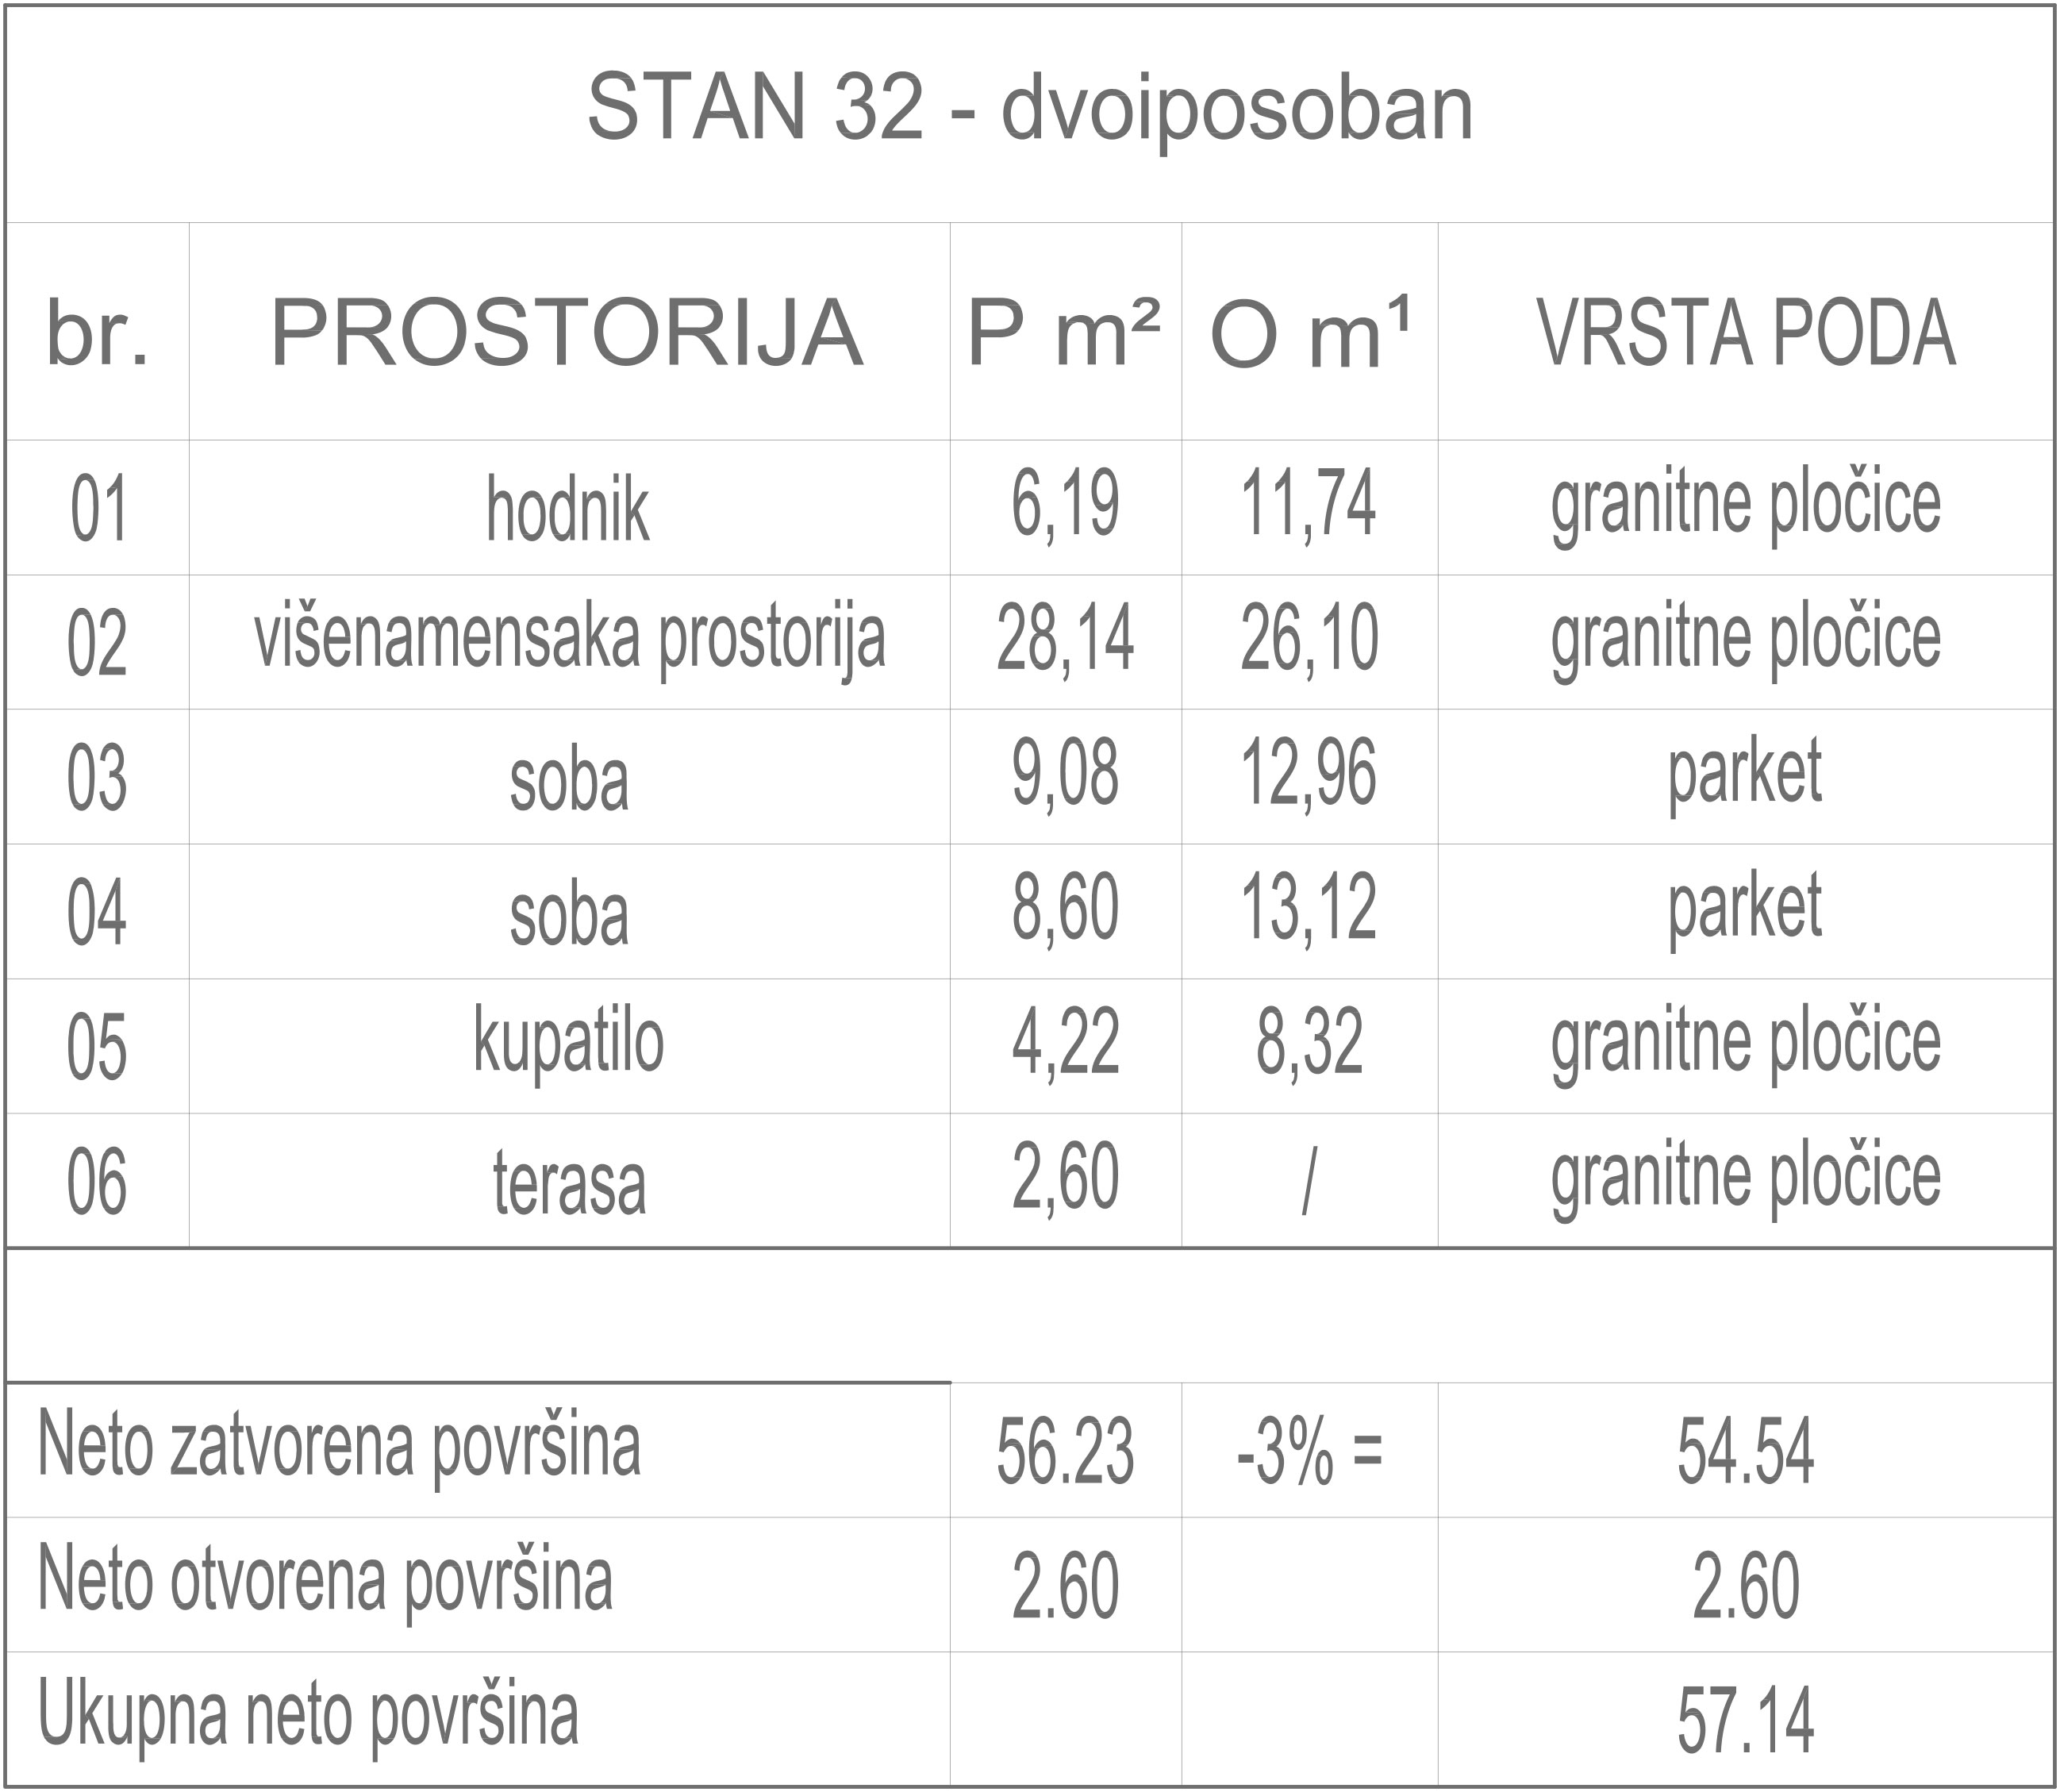 STAN 32 - dvoiposoban
br. PROSTORIJA P m² O m¹ VRSTA PODA
01 hodnik 6,19 11,74 granitne pločice
02 višenamenska prostorija 28,14 26,10 granitne pločice
03 soba 9,08 12,96 parket
04 soba 8,60 13,12 parket
05 kupatilo 4,22 8,32 granitne pločice
06 terasa 2,60 / granitne pločice
Neto zatvorena površina 56.23 -3% = 54.54
Neto otvorena površina 2.60 2.60
Ukupna neto površina 57.14